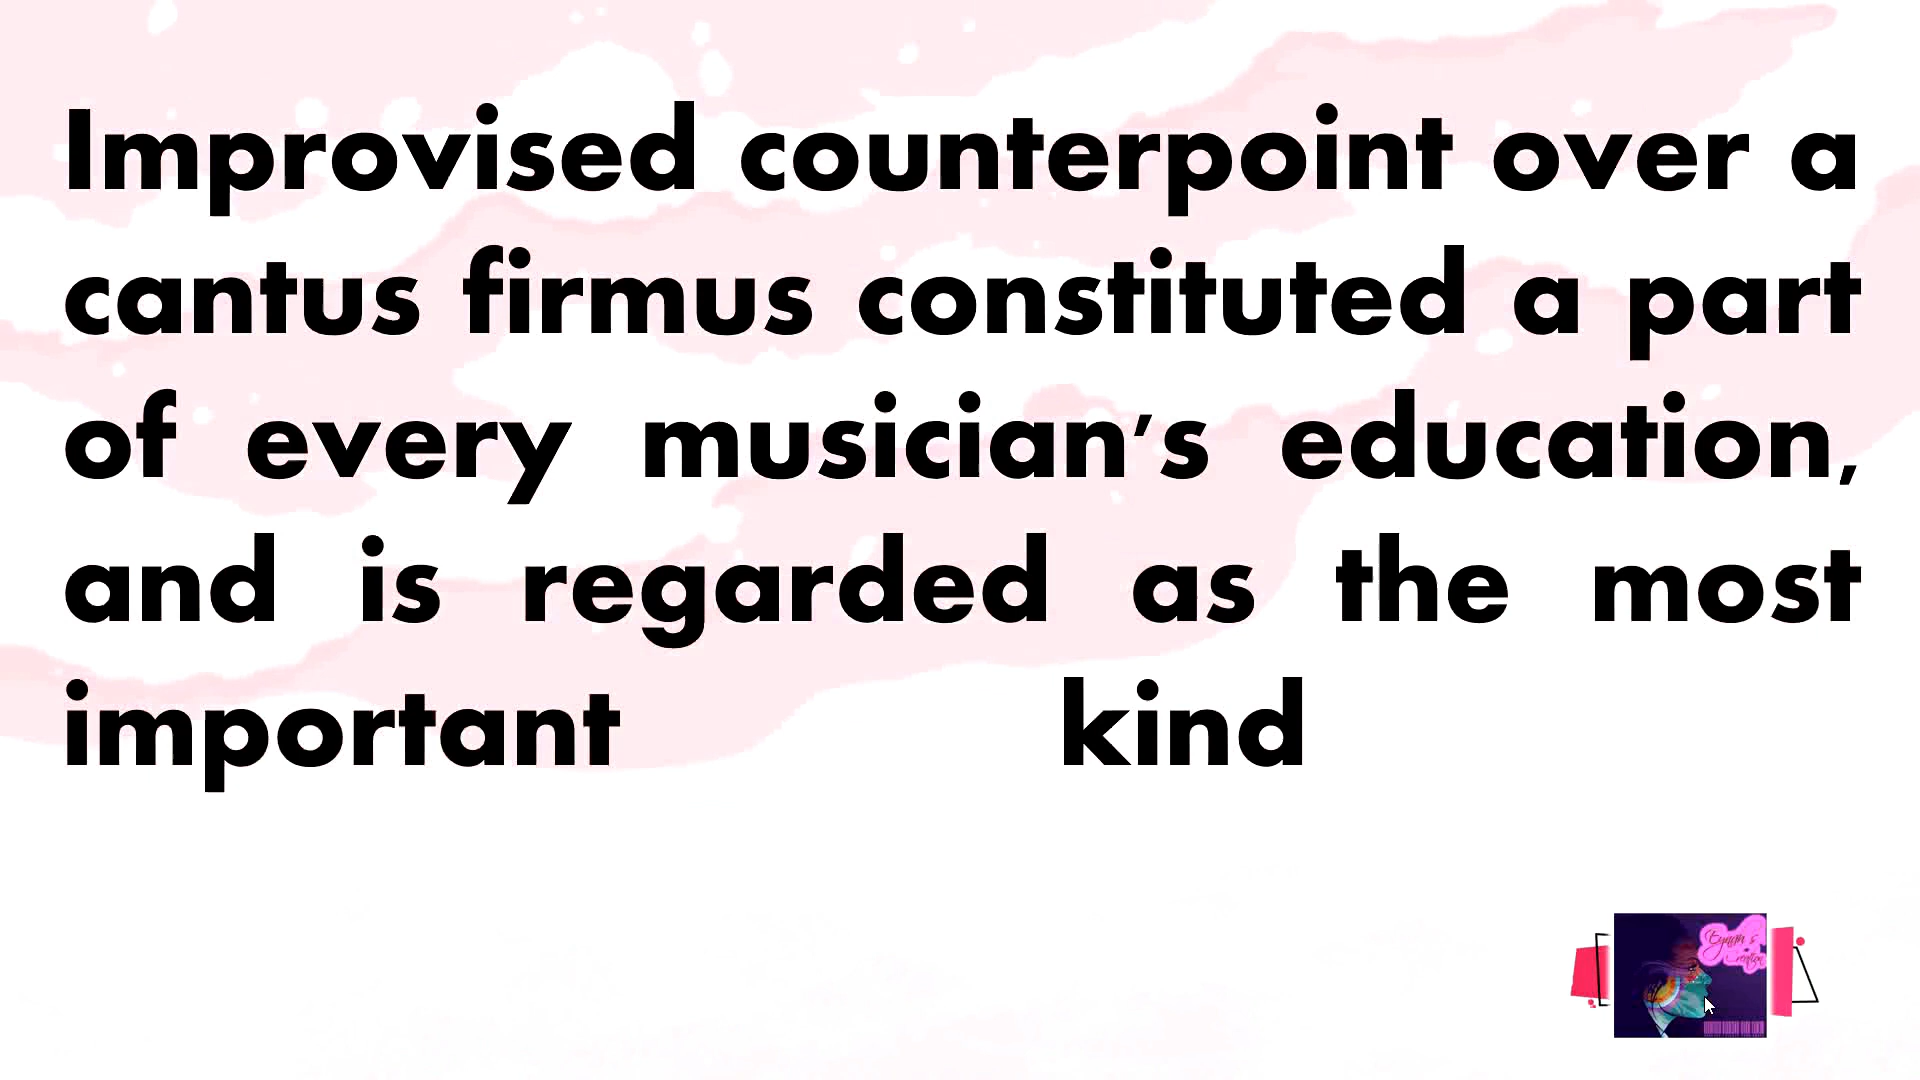 Improvised counterpoint over a
cantus firmus constituted a part
of every musician's education,
and is regarded as the most
important kind